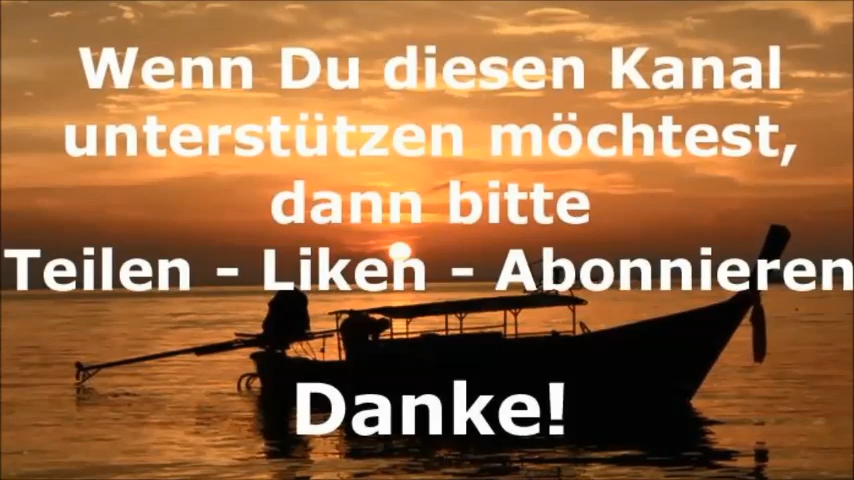 Wenn Du diesen Kanal
unterstützen möchtest,
dann bitte
Teilen - Liken - Abonnieren
Danke!